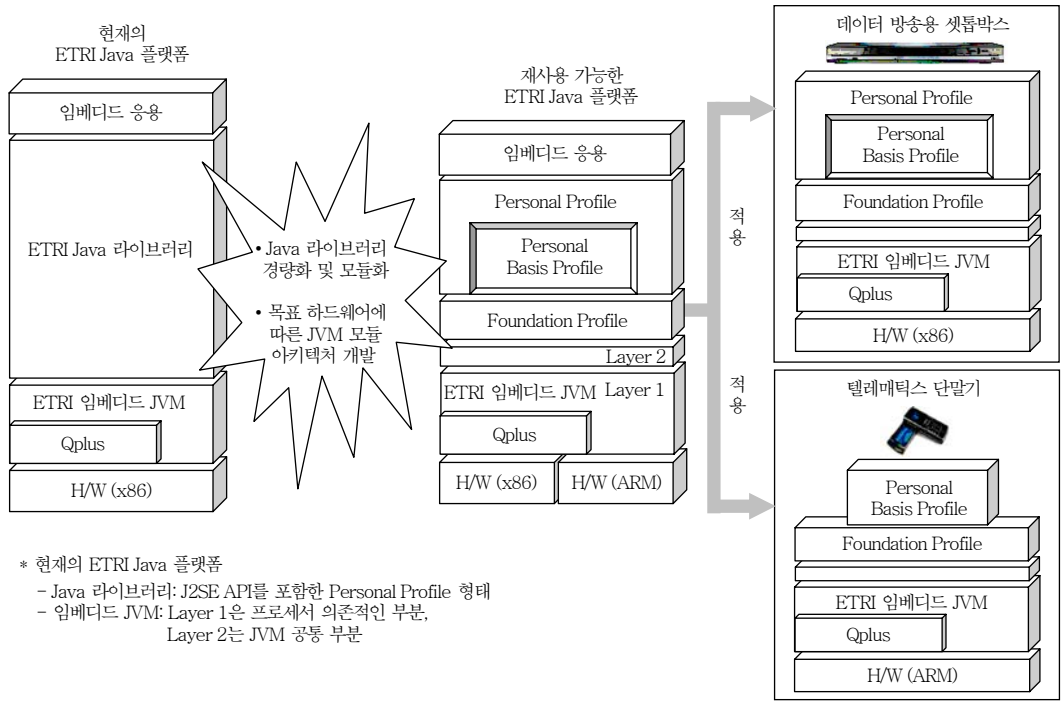 현재의
ETRI Java 플랫폼
임베디드 응용
ETRI Java 라이브러리
ETRI 임베디드 JVM
Qplus
H/W (x86)
• Java 라이브러리
경량화 및 모듈화
• 목표 하드웨어에
따른 JVM 모듈
아키텍처 개발
재사용 가능한
ETRI Java 플랫폼
임베디드 응용
Personal Profile
Personal
Basis Profile
Foundation Profile
Layer 2
ETRI 임베디드 JVM Layer 1
Qplus
H/W (x86) H/W (ARM)
적
용
적
용
데이터 방송용 셋톱박스
Personal Profile
Personal
Basis Profile
Foundation Profile
ETRI 임베디드 JVM
Qplus
H/W (x86)
텔레매틱스 단말기
Personal
Basis Profile
Foundation Profile
ETRI 임베디드 JVM
Qplus
H/W (ARM)
* 현재의 ETRI Java 플랫폼
- Java 라이브러리: J2SE API를 포함한 Personal Profile 형태
- 임베디드 JVM: Layer 1은 프로세서 의존적인 부분,
Layer 2는 JVM 공통 부분